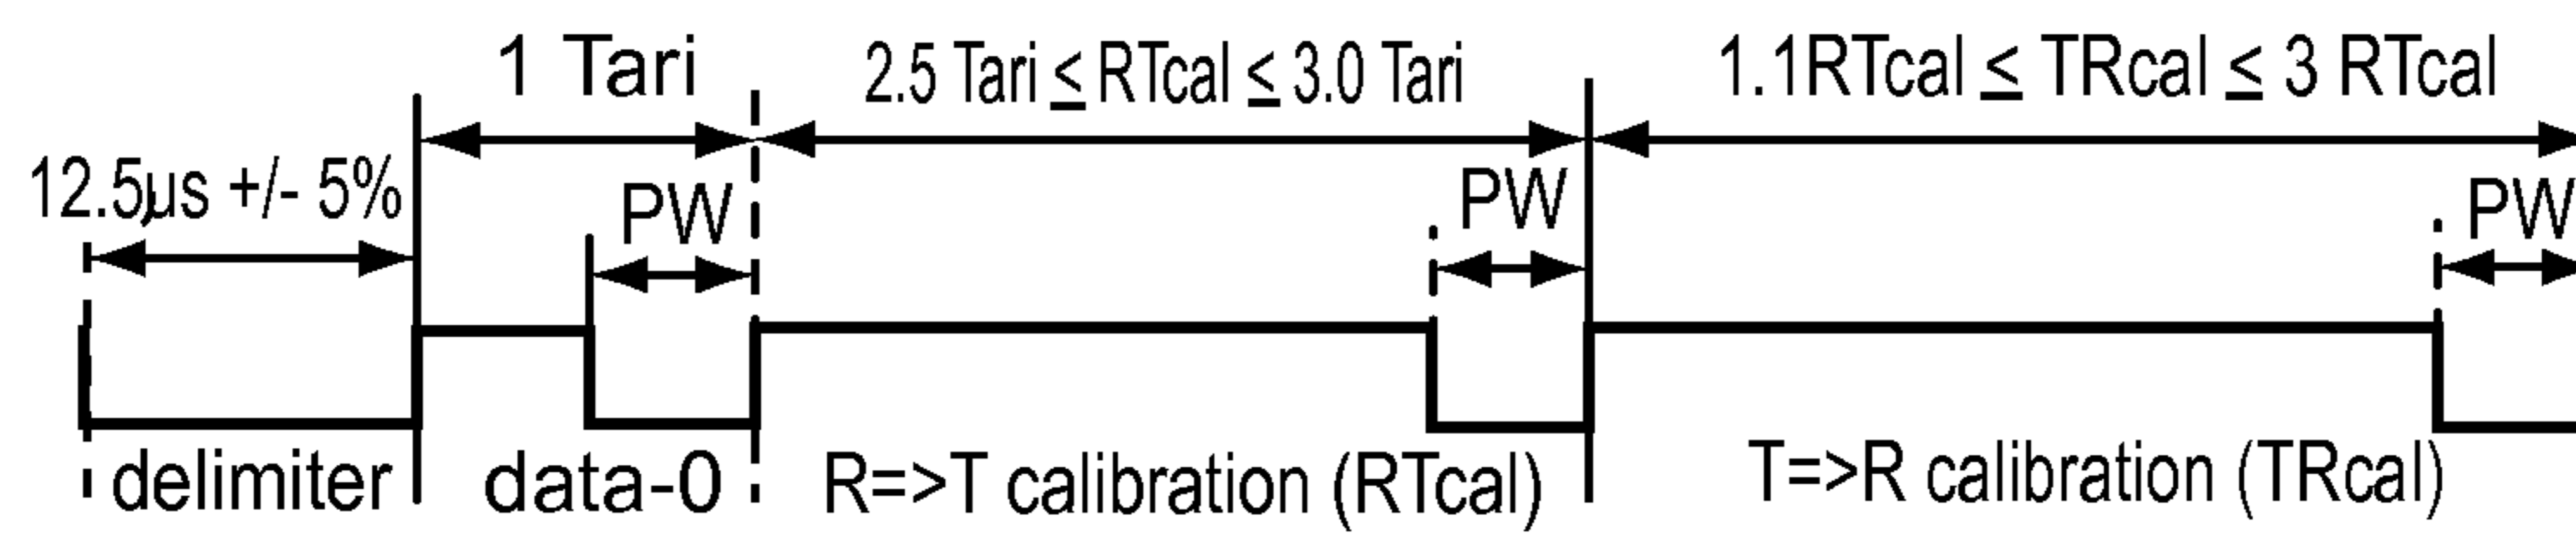 1 Tari
2.5 Tari ≤ RTcal ≤ 3.0 Tari
1.1RTcal ≤ TRcal ≤ 3 RTcal
12.5µs +/- 5%
PW
PW
PW
delimiter
data-0
R=>T calibration (RTcal)
T=>R calibration (TRcal)